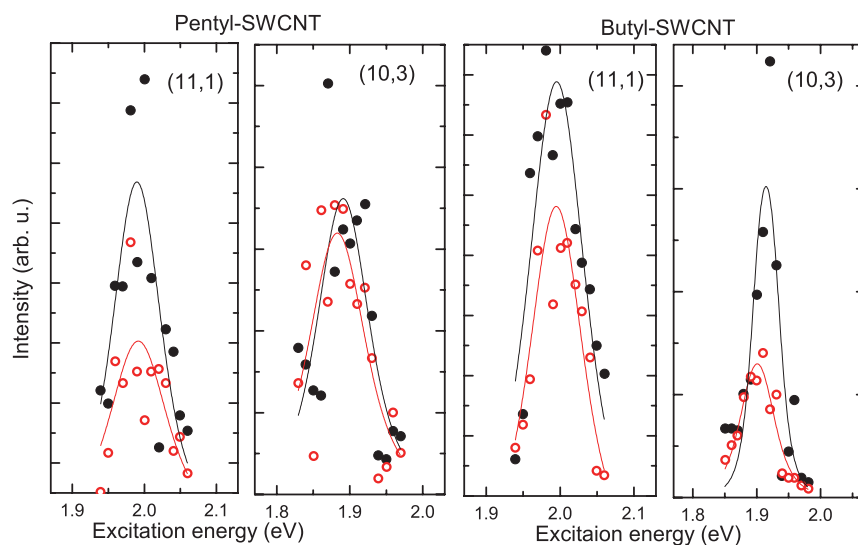 Pentyl-SWCNT Butyl-SWCNT
(11,1) (10,3) (11,1) (10,3)
Intensity (arb. u.)
1.9 2.0 2.1 1.8 1.9 2.0 1.9 2.0 2.1 1.9 2.0
Excitation energy (eV) Excitaion energy (eV)